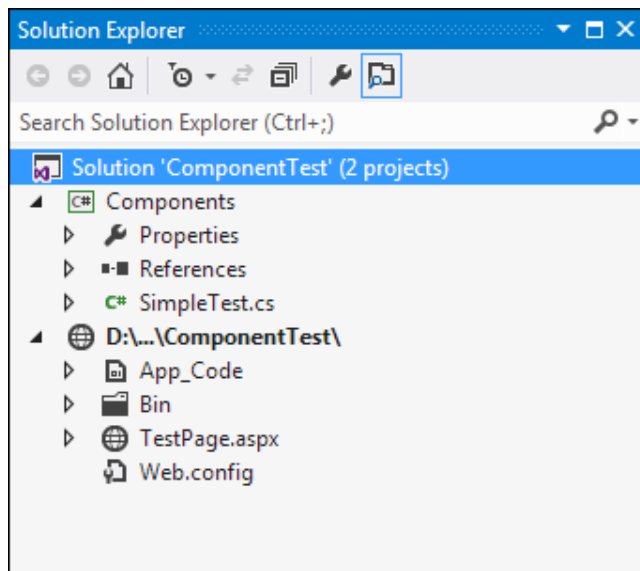 Solution Explorer
Search Solution Explorer (Ctrl+;)
Solution 'ComponentTest' (2 projects)
C# Components
Properties
References
C# SimpleTest.cs
D:\...\ComponentTest\
App_Code
Bin
TestPage.aspx
Web.config